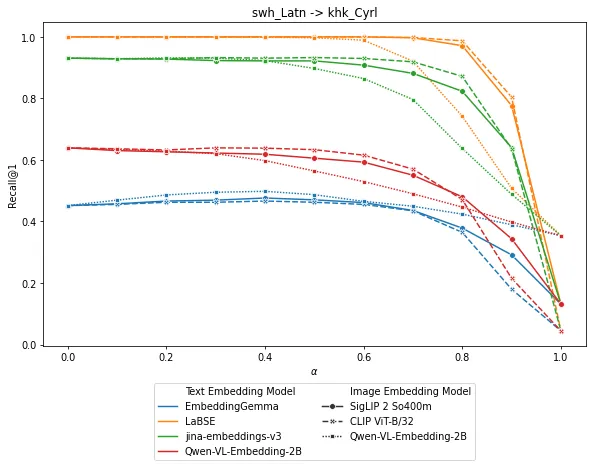 swh_Latn -> khk_Cyrl
Recall@1
1.0
0.8
0.6
0.4
0.2
0.0
0.0 0.2 0.4 0.6 0.8 1.0
α
Text Embedding Model
EmbeddingGemma
LaBSE
jina-embeddings-v3
Qwen-VL-Embedding-2B
Image Embedding Model
SigLIP 2 So400m
CLIP ViT-B/32
Qwen-VL-Embedding-2B